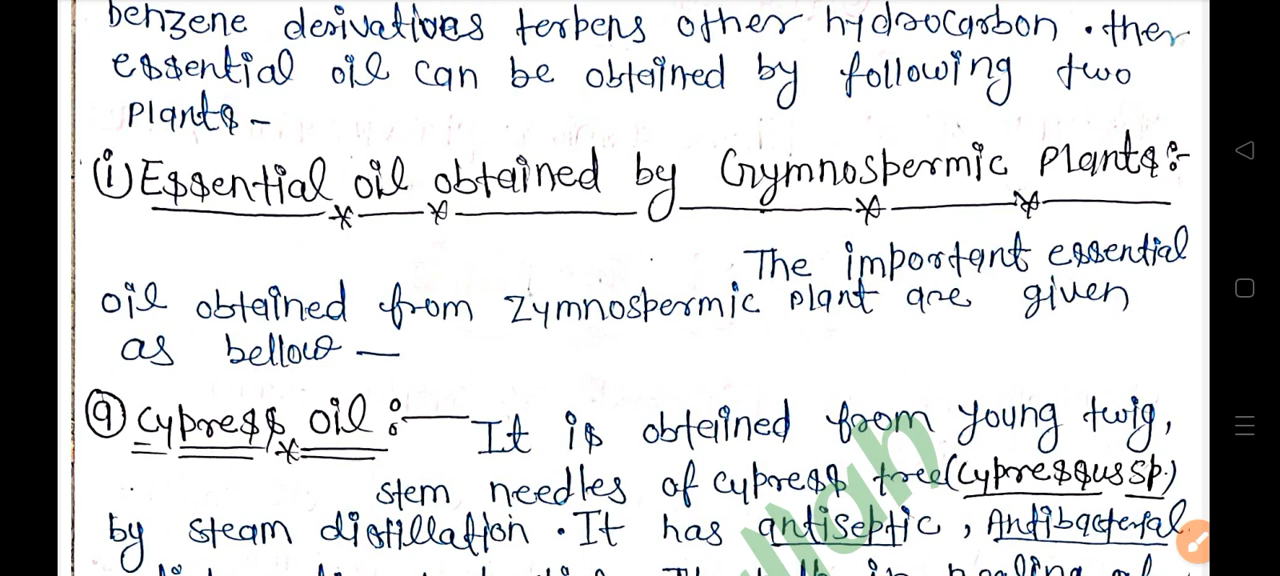 benzene derivatives terpens other hydrocarbon. ther
essential oil can be obtained by following two
plants -
(i) Essential oil obtained by Gymnospermic Plants:-
The important essential
oil obtained from Zymnospermic plant are given
as bellow —
(a) Cypress oil :— It is obtained from young twig,
stem needles of cypress tree (Cypressus sp.)
by steam distillation. It has antiseptic, Antibacterial